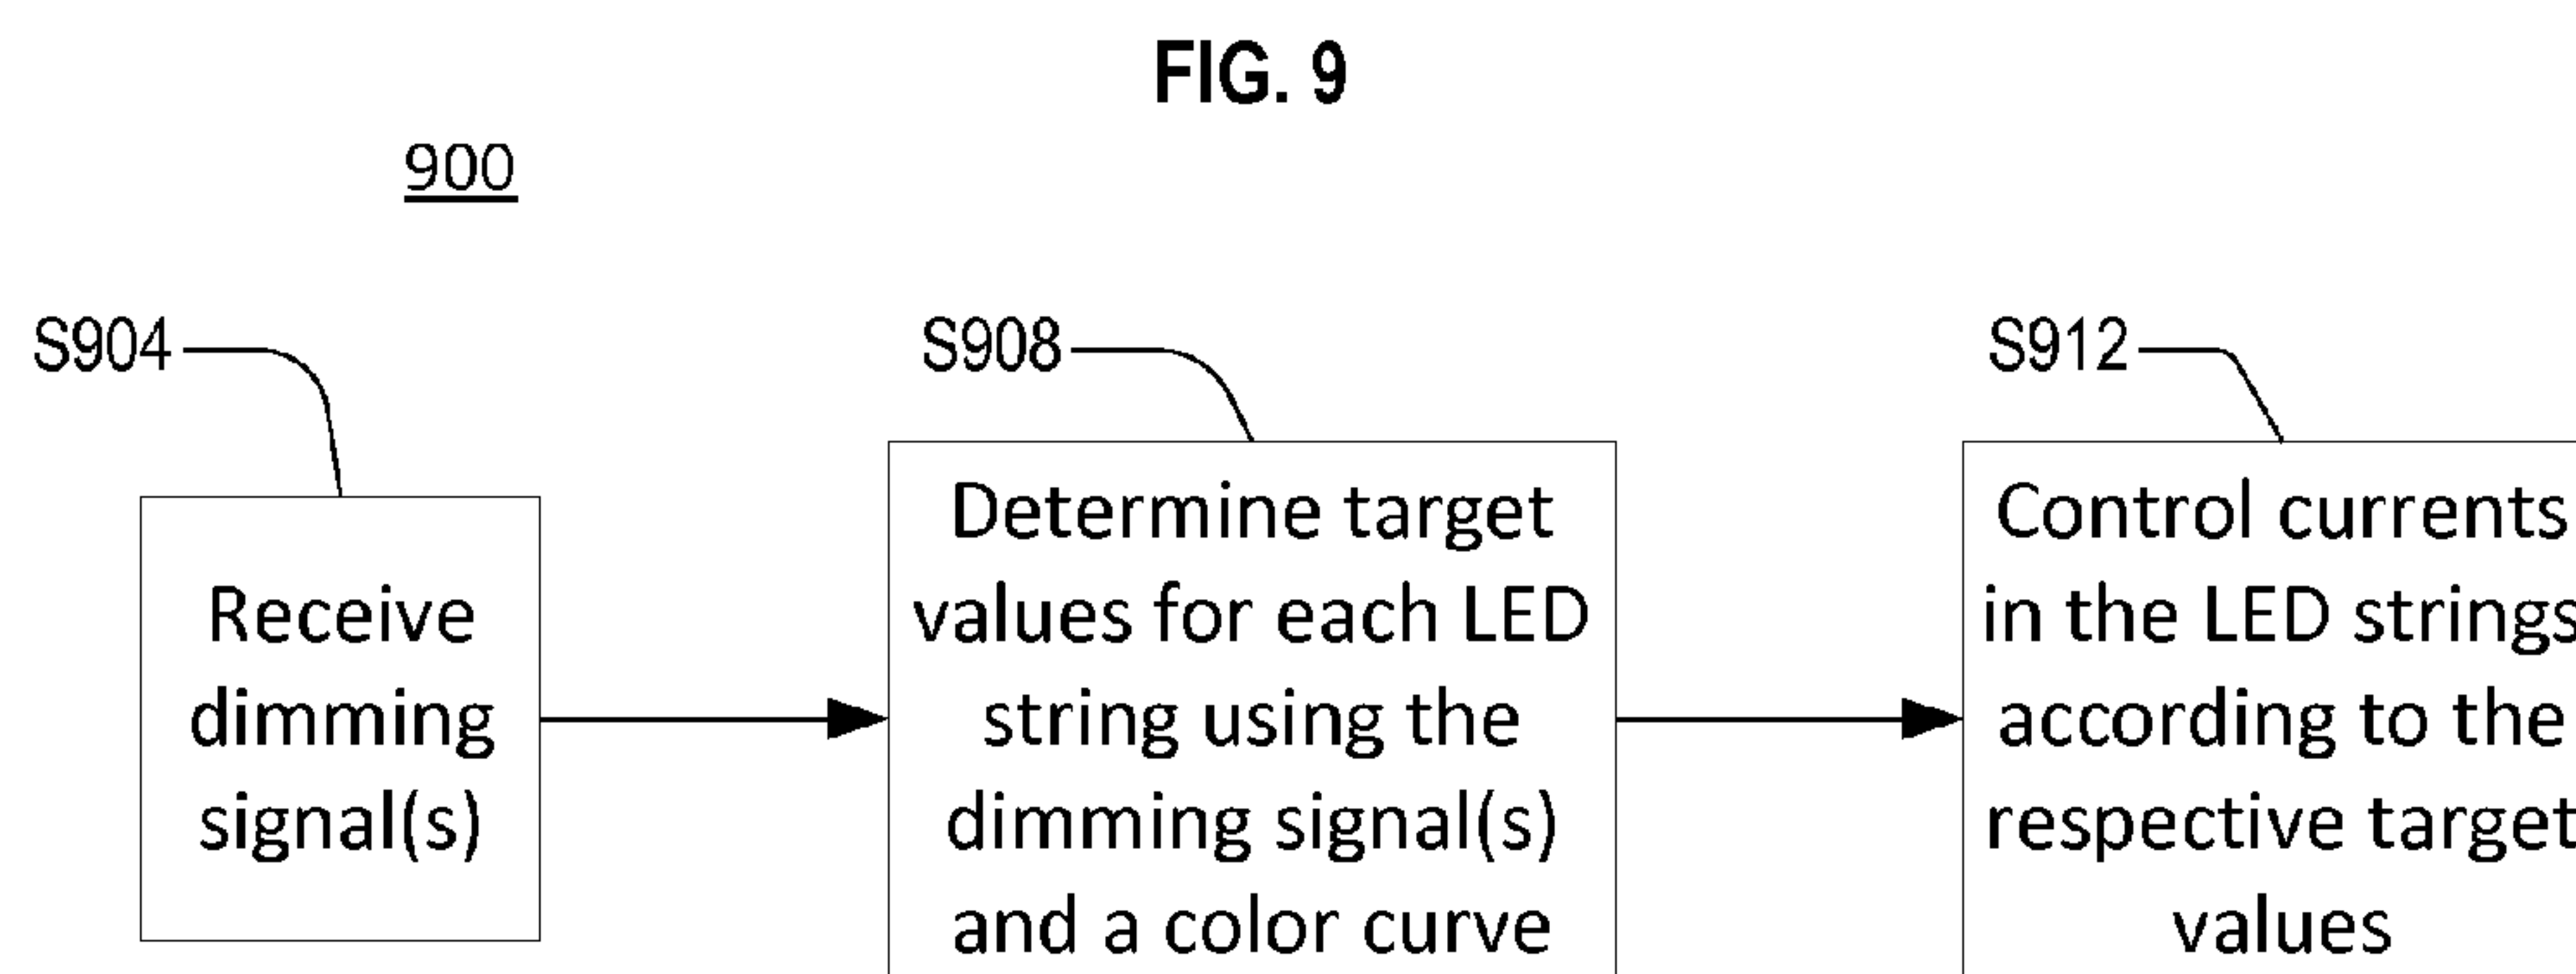 FIG. 9
900
S904
S908
S912
Receive
dimming
signal(s)
Determine target
values for each LED
string using the
dimming signal(s)
and a color curve
Control currents
in the LED strings
according to the
respective target
values